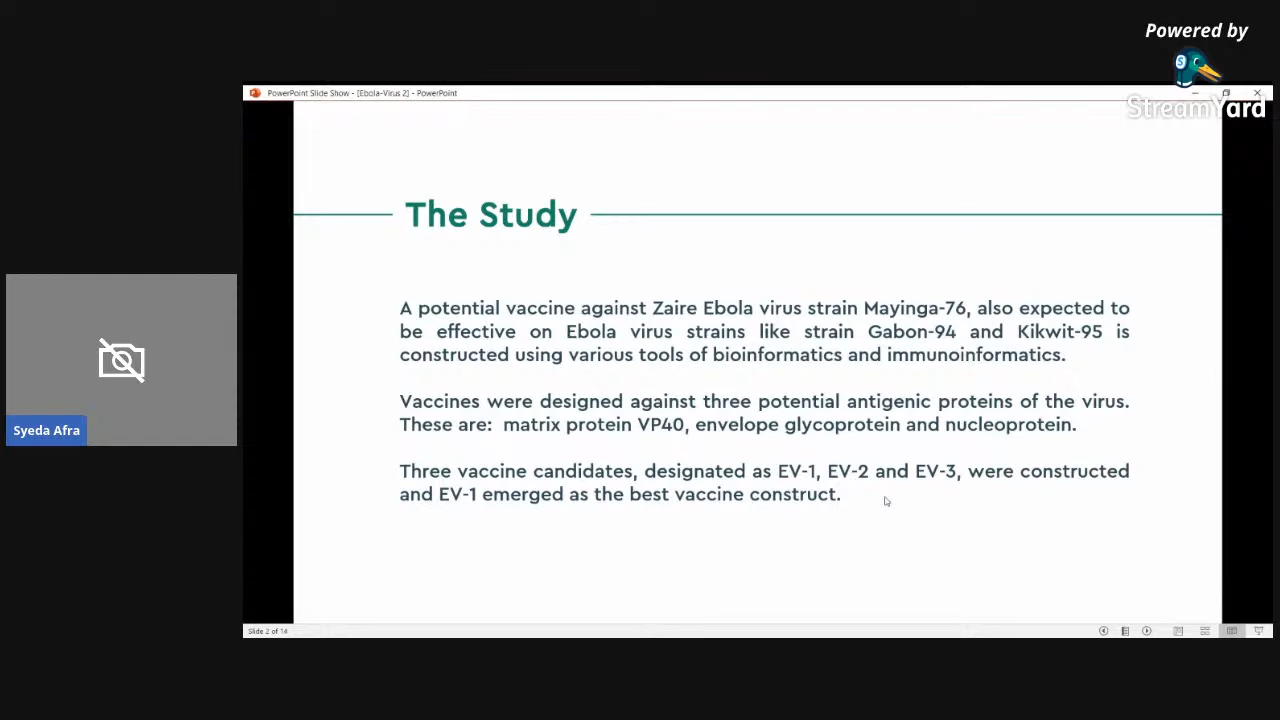 Powered by
StreamYard
PowerPoint Slide Show - [Ebola-Virus 2] - PowerPoint
The Study
A potential vaccine against Zaire Ebola virus strain Mayinga-76, also expected to
be effective on Ebola virus strains like strain Gabon-94 and Kikwit-95 is
constructed using various tools of bioinformatics and immunoinformatics.
Vaccines were designed against three potential antigenic proteins of the virus.
These are: matrix protein VP40, envelope glycoprotein and nucleoprotein.
Three vaccine candidates, designated as EV-1, EV-2 and EV-3, were constructed
and EV-1 emerged as the best vaccine construct.
Syeda Afra
Slide 2 of 14